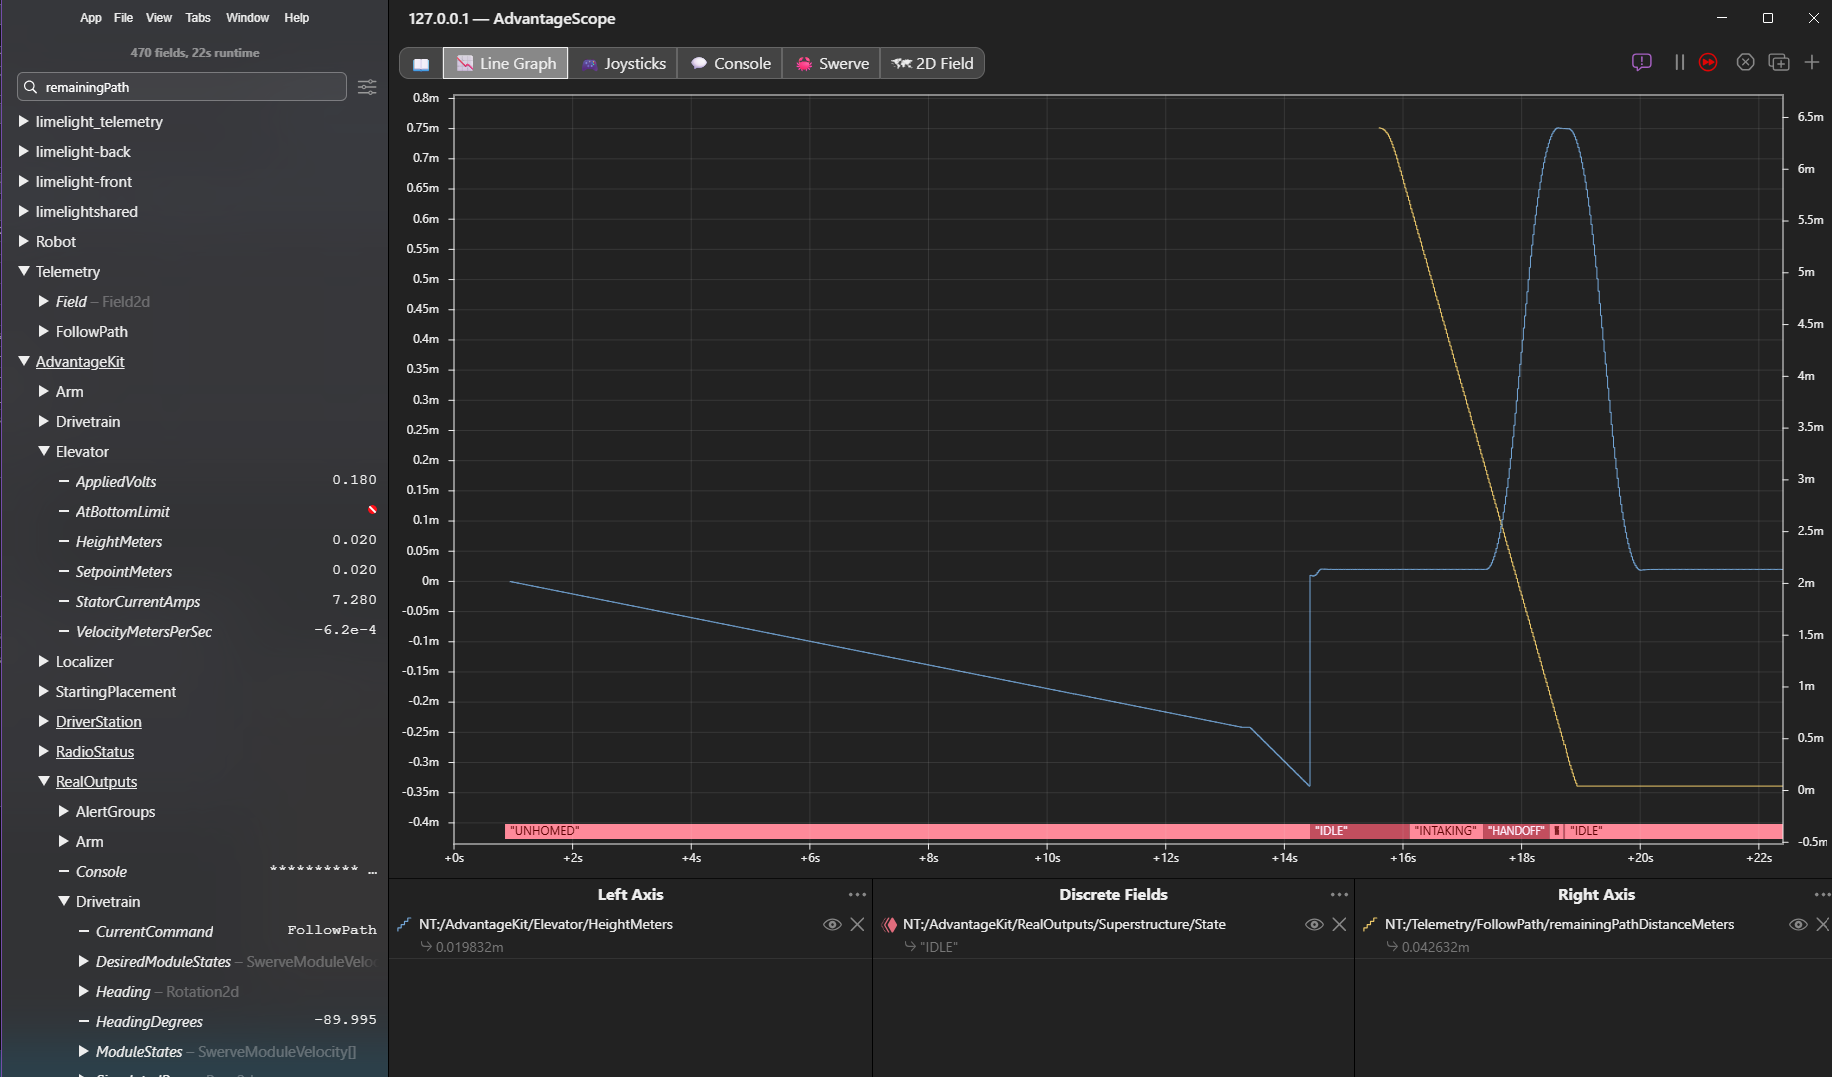 App File View Tabs Window Help
470 fields, 22s runtime
remainingPath
limelight_telemetry
limelight-back
limelight-front
limelightshared
Robot
Telemetry
Field – Field2d
FollowPath
AdvantageKit
Arm
Drivetrain
Elevator
AppliedVolts 0.180
AtBottomLimit
HeightMeters 0.020
SetpointMeters 0.020
StatorCurrentAmps 7.280
VelocityMetersPerSec -6.2e-4
Localizer
StartingPlacement
DriverStation
RadioStatus
RealOutputs
AlertGroups
Arm
Console ********** ...
Drivetrain
CurrentCommand FollowPath
DesiredModuleStates – SwerveModuleVeloc
Heading – Rotation2d
HeadingDegrees -89.995
ModuleStates – SwerveModuleVelocity[]
127.0.0.1 — AdvantageScope
Line Graph Joysticks Console Swerve 2D Field
0.8m
0.75m
0.7m
0.65m
0.6m
0.55m
0.5m
0.45m
0.4m
0.35m
0.3m
0.25m
0.2m
0.15m
0.1m
0.05m
0m
-0.05m
-0.1m
-0.15m
-0.2m
-0.25m
-0.3m
-0.35m
-0.4m
6.5m
6m
5.5m
5m
4.5m
4m
3.5m
3m
2.5m
2m
1.5m
1m
0.5m
0m
-0.5m
"UNHOMED" "IDLE" "INTAKING" "HANDOFF" "IDLE"
+0s +2s +4s +6s +8s +10s +12s +14s +16s +18s +20s +22s
Left Axis
NT:/AdvantageKit/Elevator/HeightMeters
0.019832m
Discrete Fields
NT:/AdvantageKit/RealOutputs/Superstructure/State
"IDLE"
Right Axis
NT:/Telemetry/FollowPath/remainingPathDistanceMeters
0.042632m